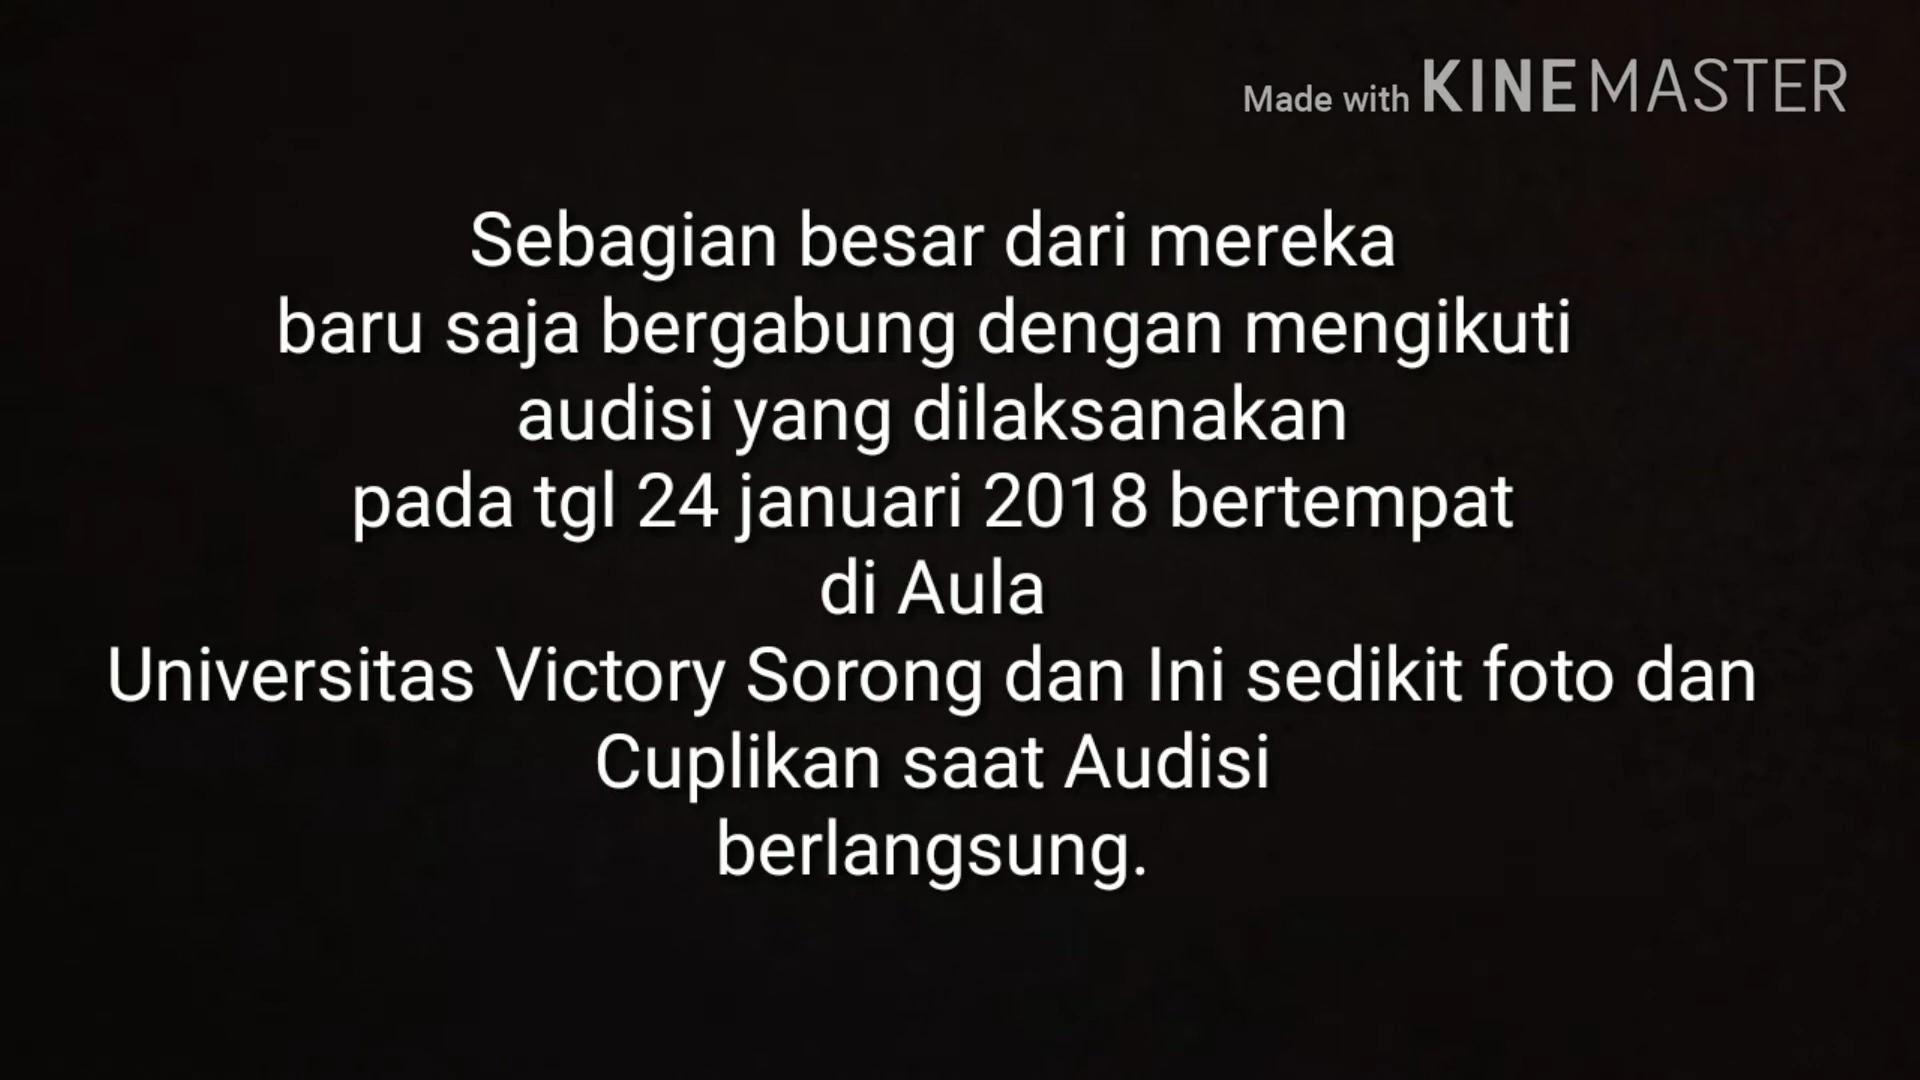 Made with KINEMASTER
Sebagian besar dari mereka
baru saja bergabung dengan mengikuti
audisi yang dilaksanakan
pada tgl 24 januari 2018 bertempat
di Aula
Universitas Victory Sorong dan Ini sedikit foto dan
Cuplikan saat Audisi
berlangsung.